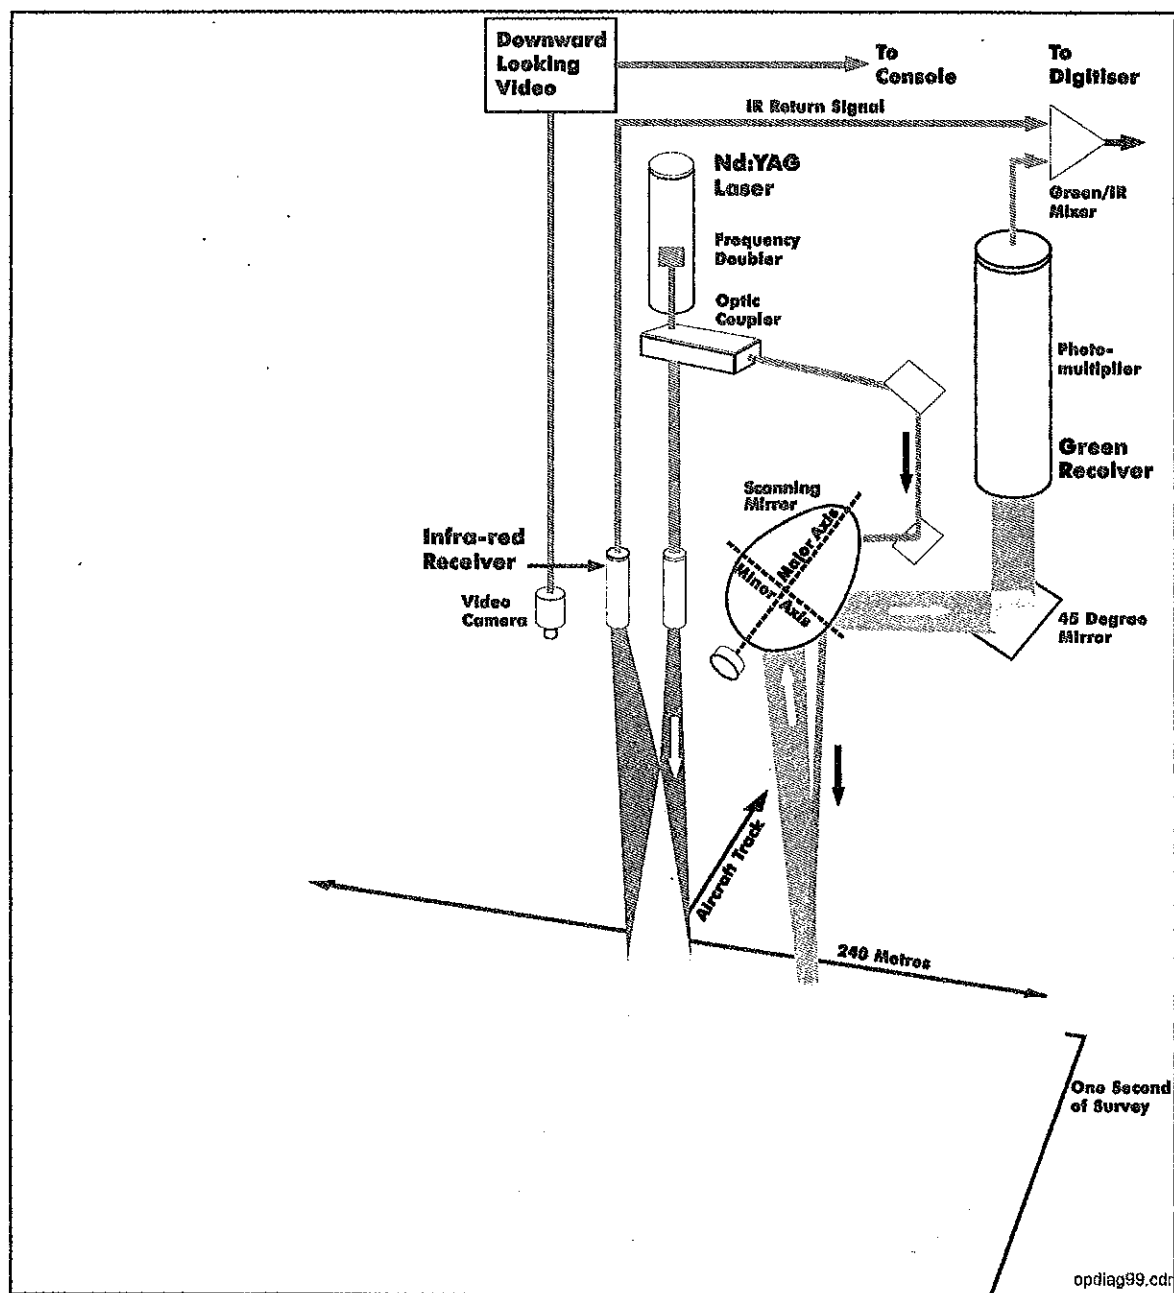 Downward
Looking
Video
To
Console
To
Digitiser
IR Return Signal
Nd:YAG
Laser
Green/IR
Mixer
Frequency
Doubler
Optic
Coupler
Photo-
multiplier
Green
Receiver
Scanning
Mirror
Major Axis
Minor Axis
Infra-red
Receiver
Video
Camera
45 Degree
Mirror
Aircraft Track
240 Metres
One Second
of Survey
opdiag99.cdr